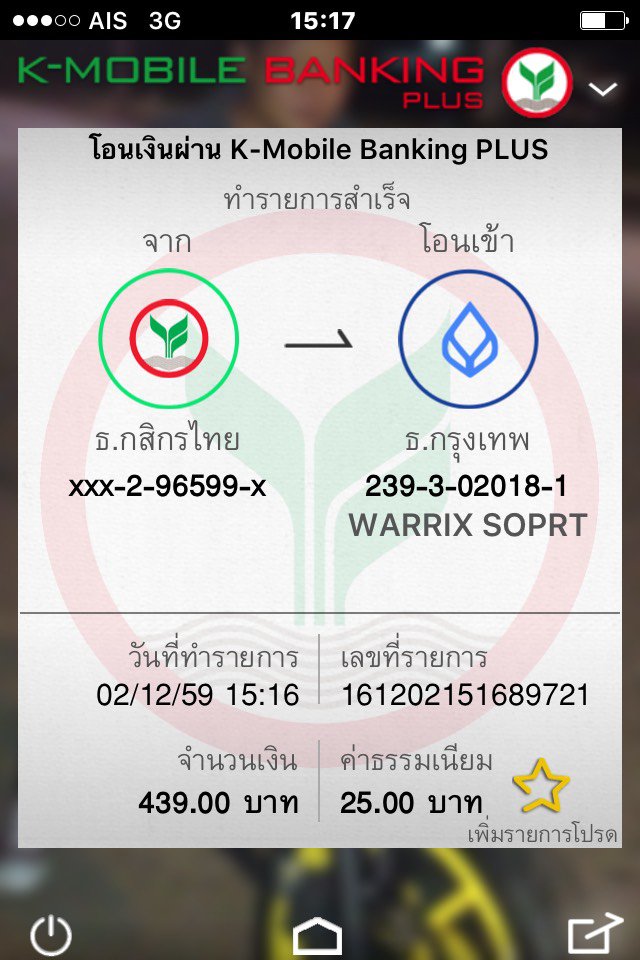 AIS 3G 15:17
K-MOBILE BANKING
PLUS
โอนเงินผ่าน K-Mobile Banking PLUS
ทำรายการสำเร็จ
จาก โอนเข้า
ธ.กสิกรไทย ธ.กรุงเทพ
xxx-2-96599-x 239-3-02018-1
WARRIX SOPRT
วันที่ทำรายการ เลขที่รายการ
02/12/59 15:16 161202151689721
จำนวนเงิน ค่าธรรมเนียม
439.00 บาท 25.00 บาท
เพิ่มรายการโปรด